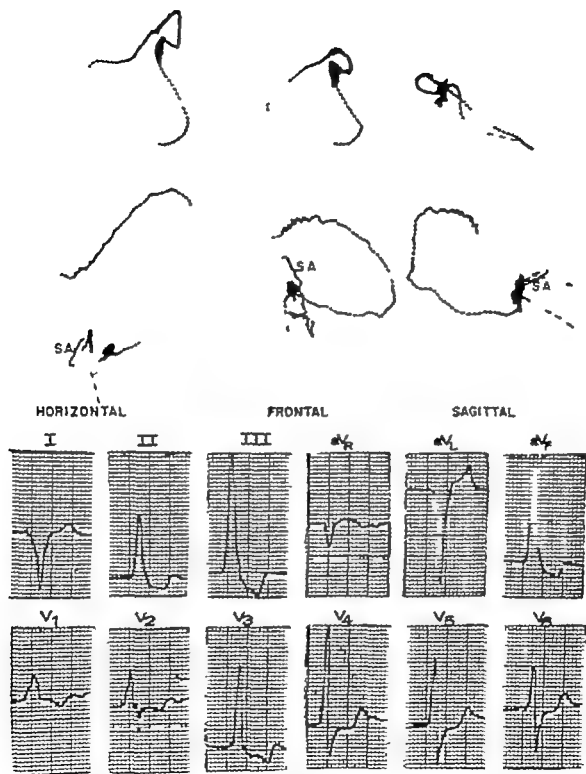 SA
SA
SA
HORIZONTAL FRONTAL SAGITTAL
I II III aVR aVL aVF
V1 V2 V3 V4 V5 V6